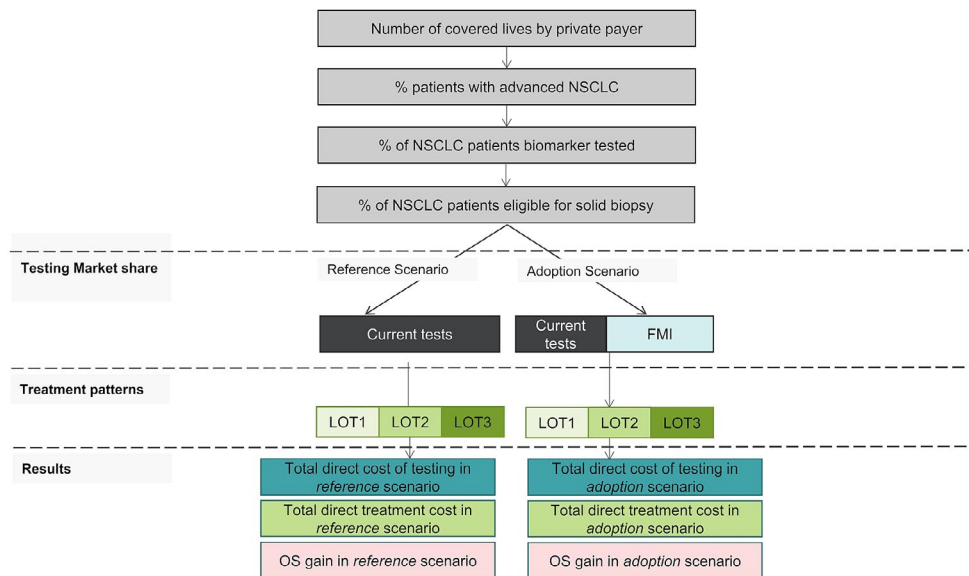 Number of covered lives by private payer
% patients with advanced NSCLC
% of NSCLC patients biomarker tested
% of NSCLC patients eligible for solid biopsy
Testing Market share
Reference Scenario
Adoption Scenario
Current tests
Current
tests
FMI
Treatment patterns
LOT1
LOT2
LOT3
LOT1
LOT2
LOT3
Results
Total direct cost of testing in
reference scenario
Total direct treatment cost in
reference scenario
OS gain in reference scenario
Total direct cost of testing in
adoption scenario
Total direct treatment cost in
adoption scenario
OS gain in adoption scenario